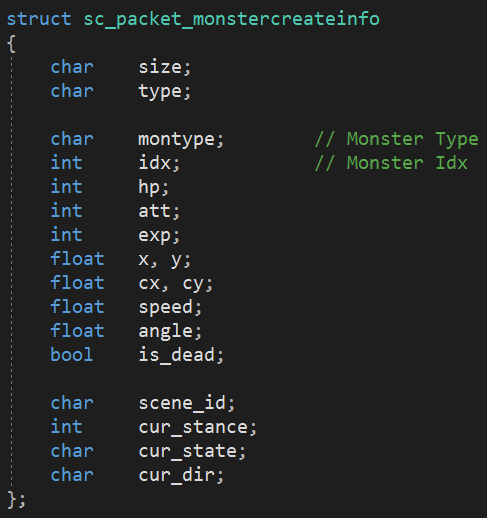 struct sc_packet_monstercreateinfo
{
char size;
char type;
char montype; // Monster Type
int idx; // Monster Idx
int hp;
int att;
int exp;
float x, y;
float cx, cy;
float speed;
float angle;
bool is_dead;
char scene_id;
int cur_stance;
char cur_state;
char cur_dir;
};